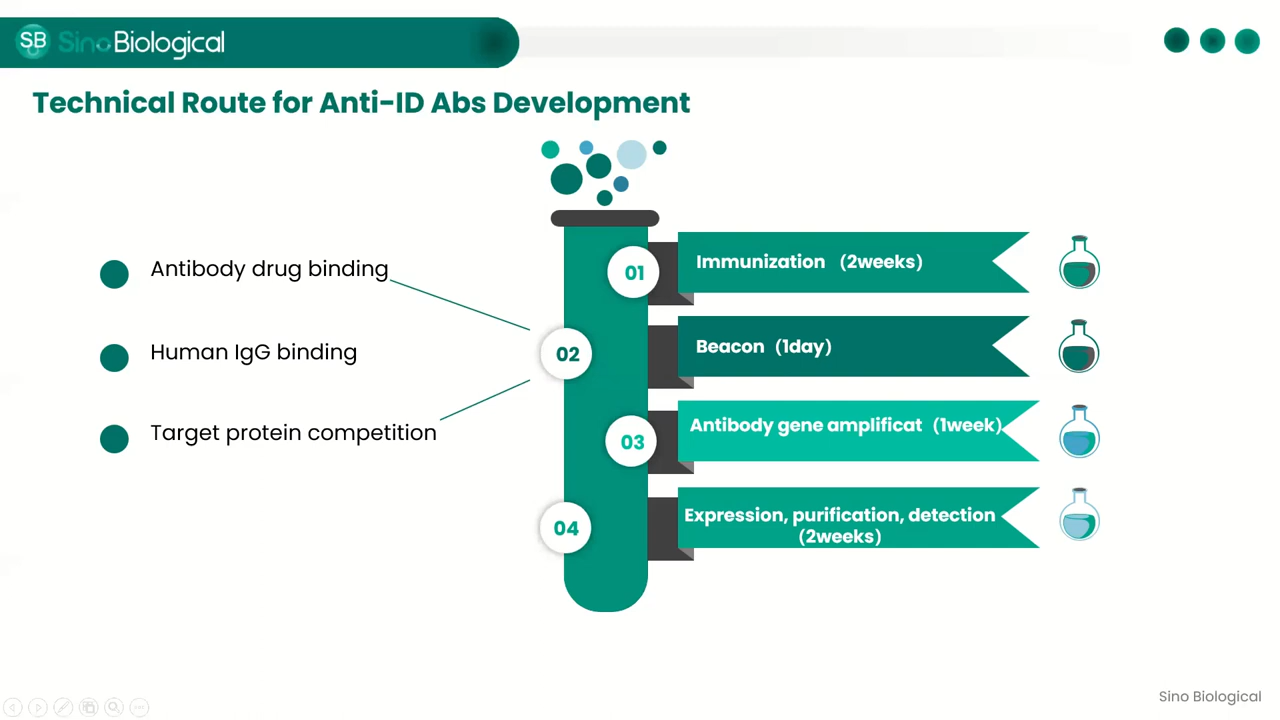 SB SinoBiological
Technical Route for Anti-ID Abs Development
Antibody drug binding
Human IgG binding
Target protein competition
01
Immunization （2weeks）
02
Beacon（1day）
03
Antibody gene amplificat（1week）
04
Expression, purification, detection
（2weeks）
Sino Biological